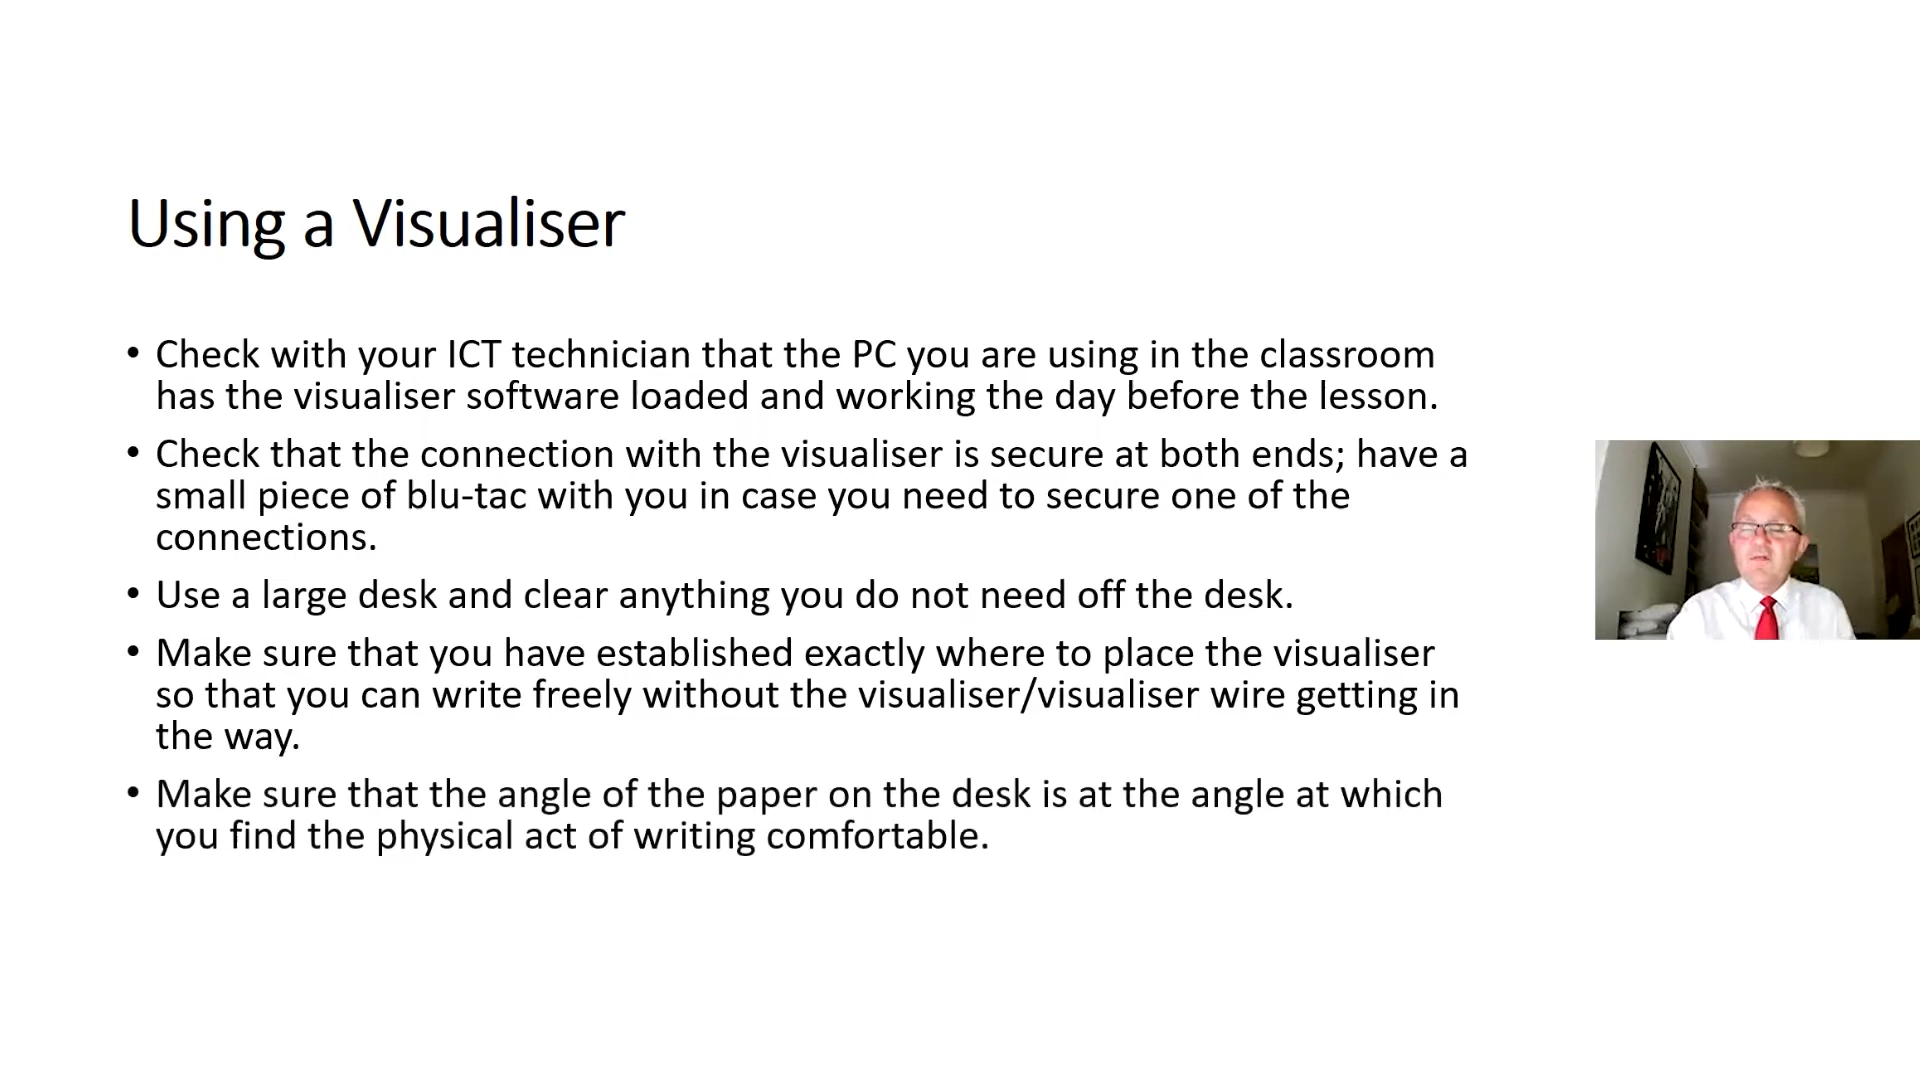 Using a Visualiser
• Check with your ICT technician that the PC you are using in the classroom
has the visualiser software loaded and working the day before the lesson.
• Check that the connection with the visualiser is secure at both ends; have a
small piece of blu-tac with you in case you need to secure one of the
connections.
• Use a large desk and clear anything you do not need off the desk.
• Make sure that you have established exactly where to place the visualiser
so that you can write freely without the visualiser/visualiser wire getting in
the way.
• Make sure that the angle of the paper on the desk is at the angle at which
you find the physical act of writing comfortable.